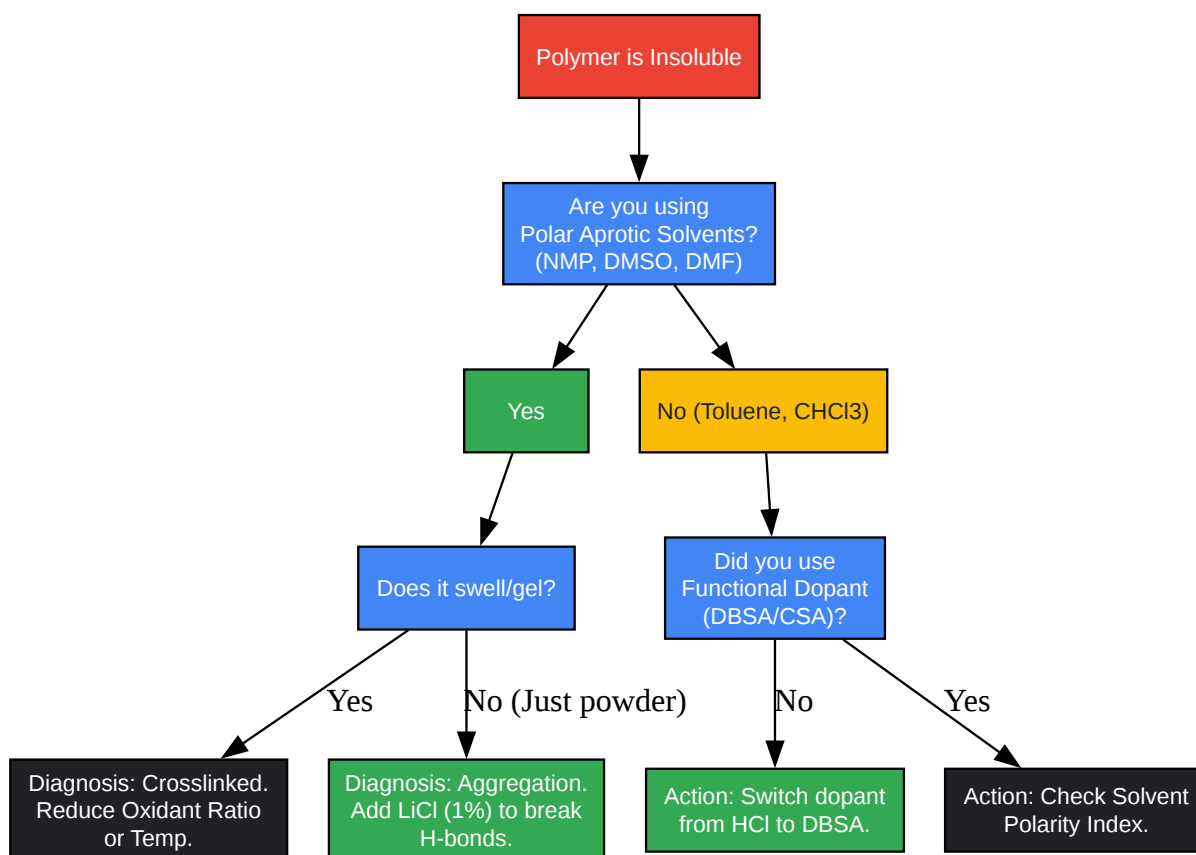 Polymer is Insoluble
Are you using
Polar Aprotic Solvents?
(NMP, DMSO, DMF)
Yes
No (Toluene, CHCl3)
Does it swell/gel?
Did you use
Functional Dopant
(DBSA/CSA)?
Yes
No (Just powder)
No
Yes
Diagnosis: Crosslinked.
Reduce Oxidant Ratio
or Temp.
Diagnosis: Aggregation.
Add LiCl (1%) to break
H-bonds.
Action: Switch dopant
from HCl to DBSA.
Action: Check Solvent
Polarity Index.